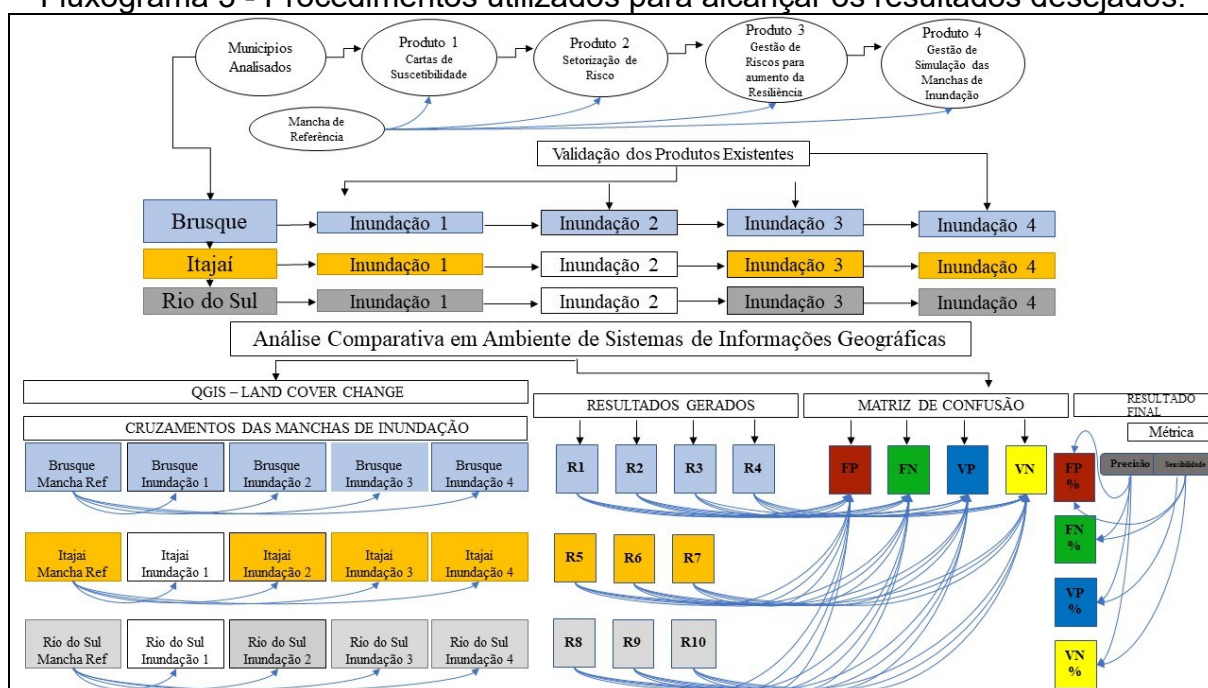 Fluxograma 3 - Procedimentos utilizados para alcançar os resultados desejados.
Municípios
Analisados
Produto 1
Cartas de
Suscetibilidade
Produto 2
Setorização de
Risco
Produto 3
Gestão de
Riscos para
aumento da
Resiliência
Produto 4
Gestão de
Simulação das
Manchas de
Inundação
Mancha de
Referência
Validação dos Produtos Existentes
Brusque
Inundação 1
Inundação 2
Inundação 3
Inundação 4
Itajaí
Inundação 1
Inundação 2
Inundação 3
Inundação 4
Rio do Sul
Inundação 1
Inundação 2
Inundação 3
Inundação 4
Análise Comparativa em Ambiente de Sistemas de Informações Geográficas
QGIS – LAND COVER CHANGE
CRUZAMENTOS DAS MANCHAS DE INUNDAÇÃO
RESULTADOS GERADOS
MATRIZ DE CONFUSÃO
RESULTADO
FINAL
Métrica
Brusque
Mancha Ref
Brusque
Inundação 1
Brusque
Inundação 2
Brusque
Inundação 3
Brusque
Inundação 4
R1
R2
R3
R4
FP
FN
VP
VN
FP
%
Precisão
Sensibilidade
FN
%
Itajaí
Mancha Ref
Itajaí
Inundação 1
Itajaí
Inundação 2
Itajaí
Inundação 3
Itajaí
Inundação 4
R5
R6
R7
VP
%
Rio do Sul
Mancha Ref
Rio do Sul
Inundação 1
Rio do Sul
Inundação 2
Rio do Sul
Inundação 3
Rio do Sul
Inundação 4
R8
R9
R10
VN
%